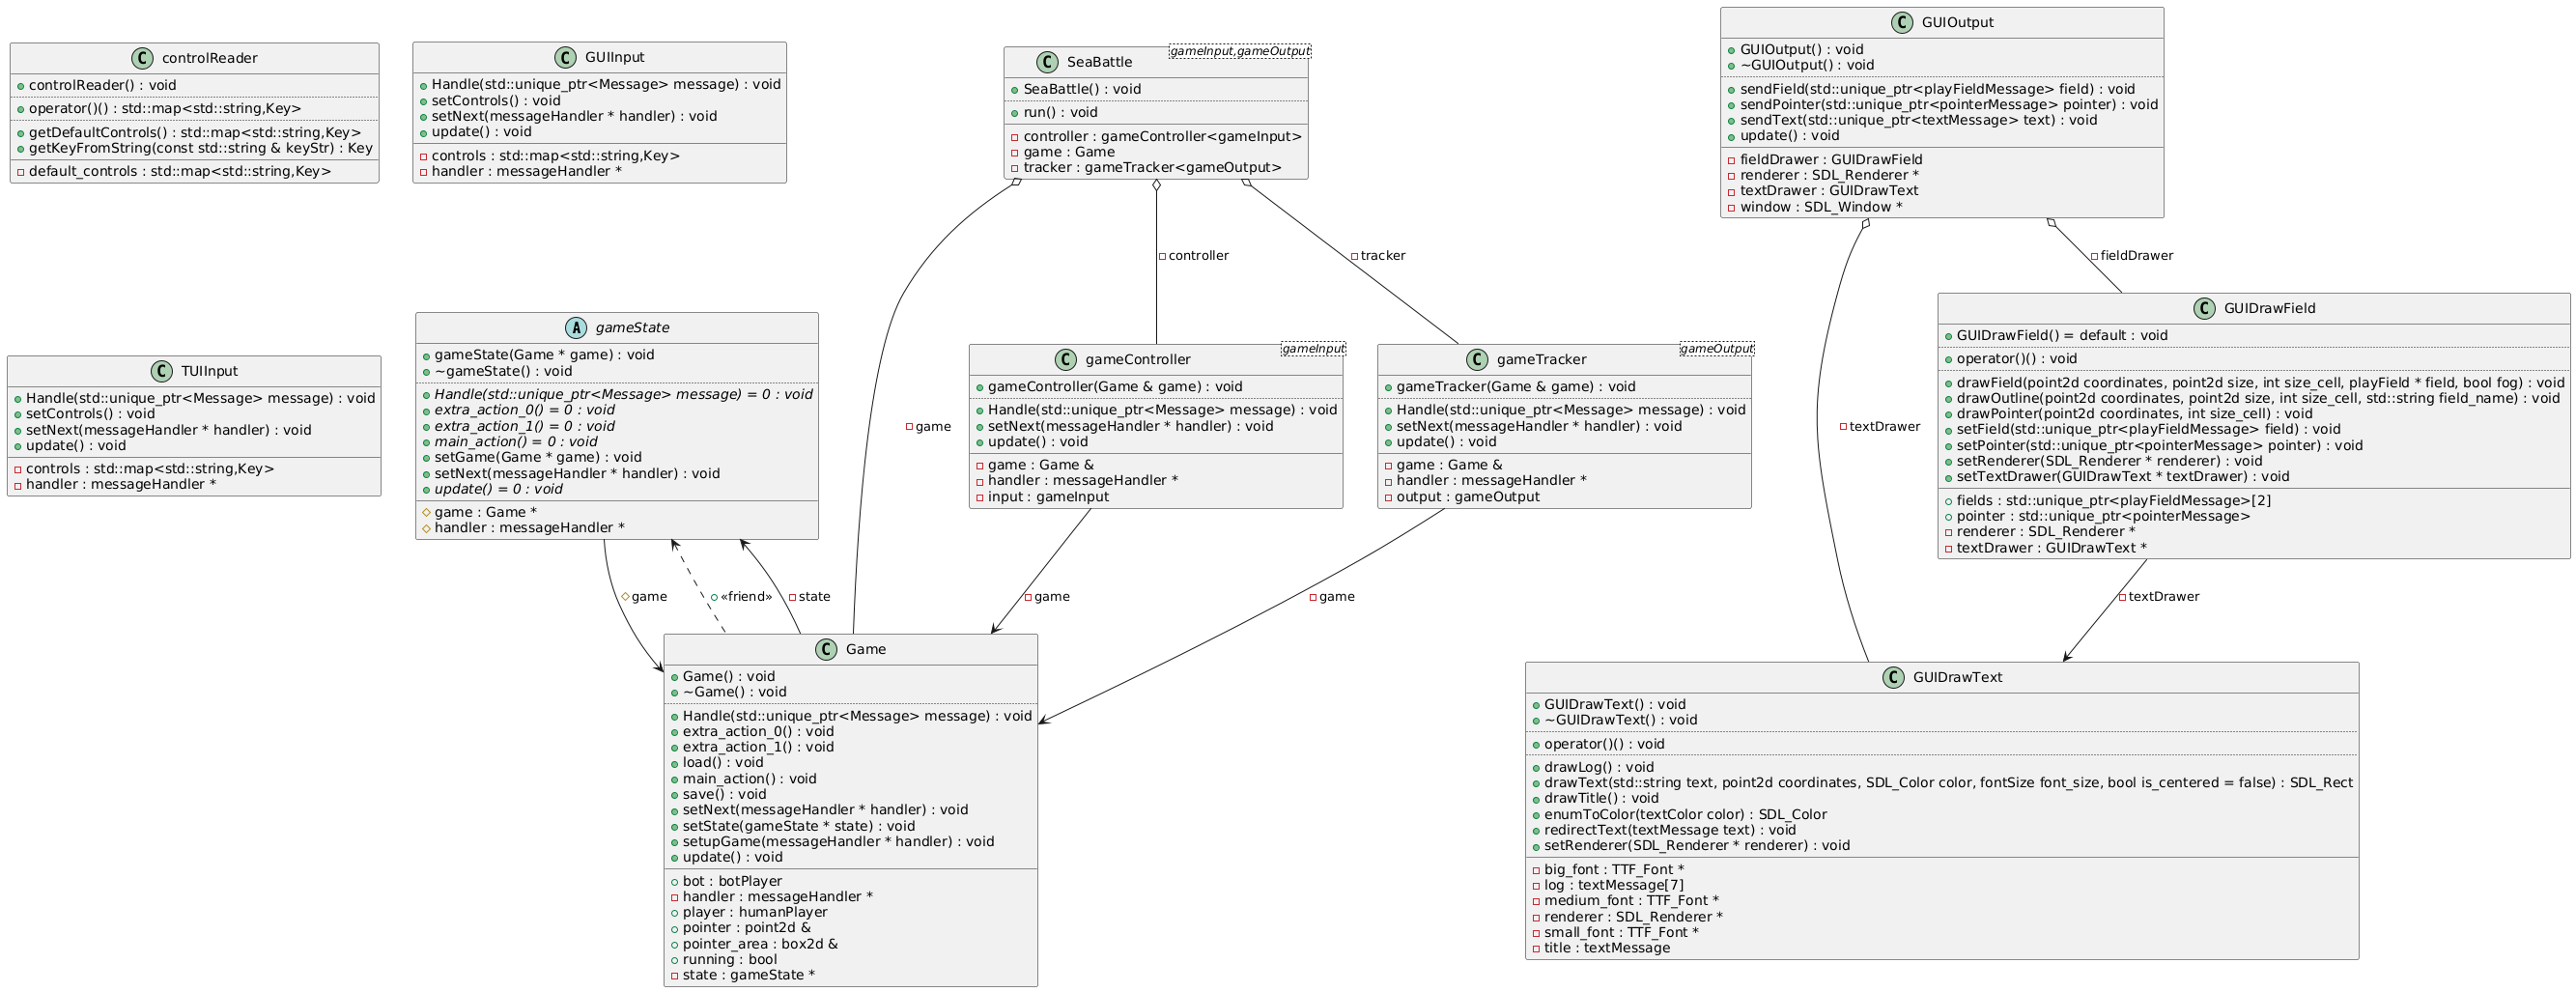 controlReader
controlReader() : void
operator()() : std::map<std::string,Key>
getDefaultControls() : std::map<std::string,Key>
getKeyFromString(const std::string & keyStr) : Key
default_controls : std::map<std::string,Key>
GUIInput
Handle(std::unique_ptr<Message> message) : void
setControls() : void
setNext(messageHandler * handler) : void
update() : void
controls : std::map<std::string,Key>
handler : messageHandler *
SeaBattle
gameInput,gameOutput
SeaBattle() : void
run() : void
controller : gameController<gameInput>
game : Game
tracker : gameTracker<gameOutput>
GUIOutput
GUIOutput() : void
~GUIOutput() : void
sendField(std::unique_ptr<playFieldMessage> field) : void
sendPointer(std::unique_ptr<pointerMessage> pointer) : void
sendText(std::unique_ptr<textMessage> text) : void
update() : void
fieldDrawer : GUIDrawField
renderer : SDL_Renderer *
textDrawer : GUIDrawText
window : SDL_Window *
controller
tracker
fieldDrawer
TUIInput
Handle(std::unique_ptr<Message> message) : void
setControls() : void
setNext(messageHandler * handler) : void
update() : void
controls : std::map<std::string,Key>
handler : messageHandler *
gameState
gameState(Game * game) : void
~gameState() : void
Handle(std::unique_ptr<Message> message) = 0 : void
extra_action_0() = 0 : void
extra_action_1() = 0 : void
main_action() = 0 : void
setGame(Game * game) : void
setNext(messageHandler * handler) : void
update() = 0 : void
game : Game *
handler : messageHandler *
game
gameController
gameInput
gameController(Game & game) : void
Handle(std::unique_ptr<Message> message) : void
setNext(messageHandler * handler) : void
update() : void
game : Game &
handler : messageHandler *
input : gameInput
gameTracker
gameOutput
gameTracker(Game & game) : void
Handle(std::unique_ptr<Message> message) : void
setNext(messageHandler * handler) : void
update() : void
game : Game &
handler : messageHandler *
output : gameOutput
textDrawer
GUIDrawField
GUIDrawField() = default : void
operator()() : void
drawField(point2d coordinates, point2d size, int size_cell, playField * field, bool fog) : void
drawOutline(point2d coordinates, point2d size, int size_cell, std::string field_name) : void
drawPointer(point2d coordinates, int size_cell) : void
setField(std::unique_ptr<playFieldMessage> field) : void
setPointer(std::unique_ptr<pointerMessage> pointer) : void
setRenderer(SDL_Renderer * renderer) : void
setTextDrawer(GUIDrawText * textDrawer) : void
fields : std::unique_ptr<playFieldMessage>[2]
pointer : std::unique_ptr<pointerMessage>
renderer : SDL_Renderer *
textDrawer : GUIDrawText *
game
«friend»
state
game
game
textDrawer
Game
Game() : void
~Game() : void
Handle(std::unique_ptr<Message> message) : void
extra_action_0() : void
extra_action_1() : void
load() : void
main_action() : void
save() : void
setNext(messageHandler * handler) : void
setState(gameState * state) : void
setupGame(messageHandler * handler) : void
update() : void
bot : botPlayer
handler : messageHandler *
player : humanPlayer
pointer : point2d &
pointer_area : box2d &
running : bool
state : gameState *
GUIDrawText
GUIDrawText() : void
~GUIDrawText() : void
operator()() : void
drawLog() : void
drawText(std::string text, point2d coordinates, SDL_Color color, fontSize font_size, bool is_centered = false) : SDL_Rect
drawTitle() : void
enumToColor(textColor color) : SDL_Color
redirectText(textMessage text) : void
setRenderer(SDL_Renderer * renderer) : void
big_font : TTF_Font *
log : textMessage[7]
medium_font : TTF_Font *
renderer : SDL_Renderer *
small_font : TTF_Font *
title : textMessage